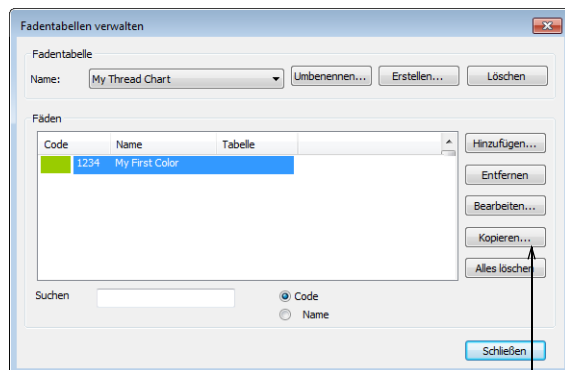 Fadentabellen verwalten
Fadentabelle
Name: My Thread Chart Umbenennen... Erstellen... Löschen
Fäden
Code Name Tabelle Hinzufügen...
1234 My First Color
Entfernen
Bearbeiten...
Kopieren...
Alles löschen
Suchen Code
Name
Schließen